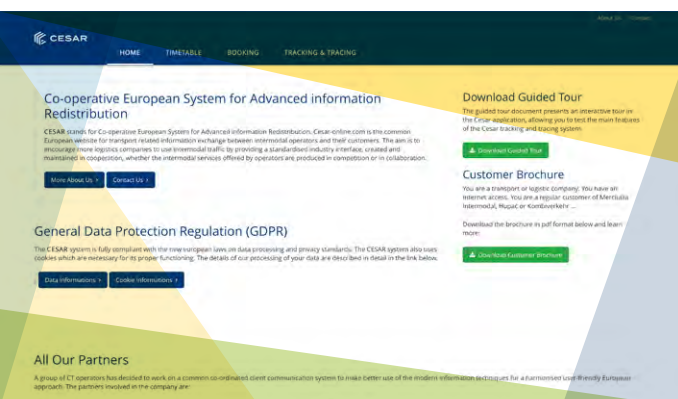 About Us
Contact
CESAR
HOME TIMETABLE BOOKING TRACKING & TRACING
Co-operative European System for Advanced information
Redistribution
CESAR stands for Co-operative European System for Advanced Information Redistribution. Cesar-online.com is the common
European website for transport related information exchange between intermodal operators and their customers. The aim is to
encourage more logistics companies to use intermodal traffic by providing a standardised industry interface, created and
maintained in cooperation, whether the intermodal services offered by operators are produced in competition or in collaboration.
More About Us ›
Contact Us ›
General Data Protection Regulation (GDPR)
The CESAR system is fully compliant with the new european laws on data processing and privacy standards. The CESAR system also uses
cookies which are necessary for its proper functioning. The details of our processing of your data are described in detail in the link below.
Data Informations ›
Cookie Informations ›
Download Guided Tour
The guided tour document presents an interactive tour in
the Cesar application, allowing you to test the main features
of the Cesar tracking and tracing system.
Download Guided Tour
Customer Brochure
You are a transport or logistic company. You have an
internet access. You are a regular customer of Mercitalia
Intermodal, Hupac or Kombiverkehr ...
Download the brochure in pdf format below and learn
more:
Download Customer Brochure
All Our Partners
A group of CT operators has decided to work on a common co-ordinated client communication system to make better use of the modern information techniques for a harmonised user-friendly European
approach. The partners involved in the company are: